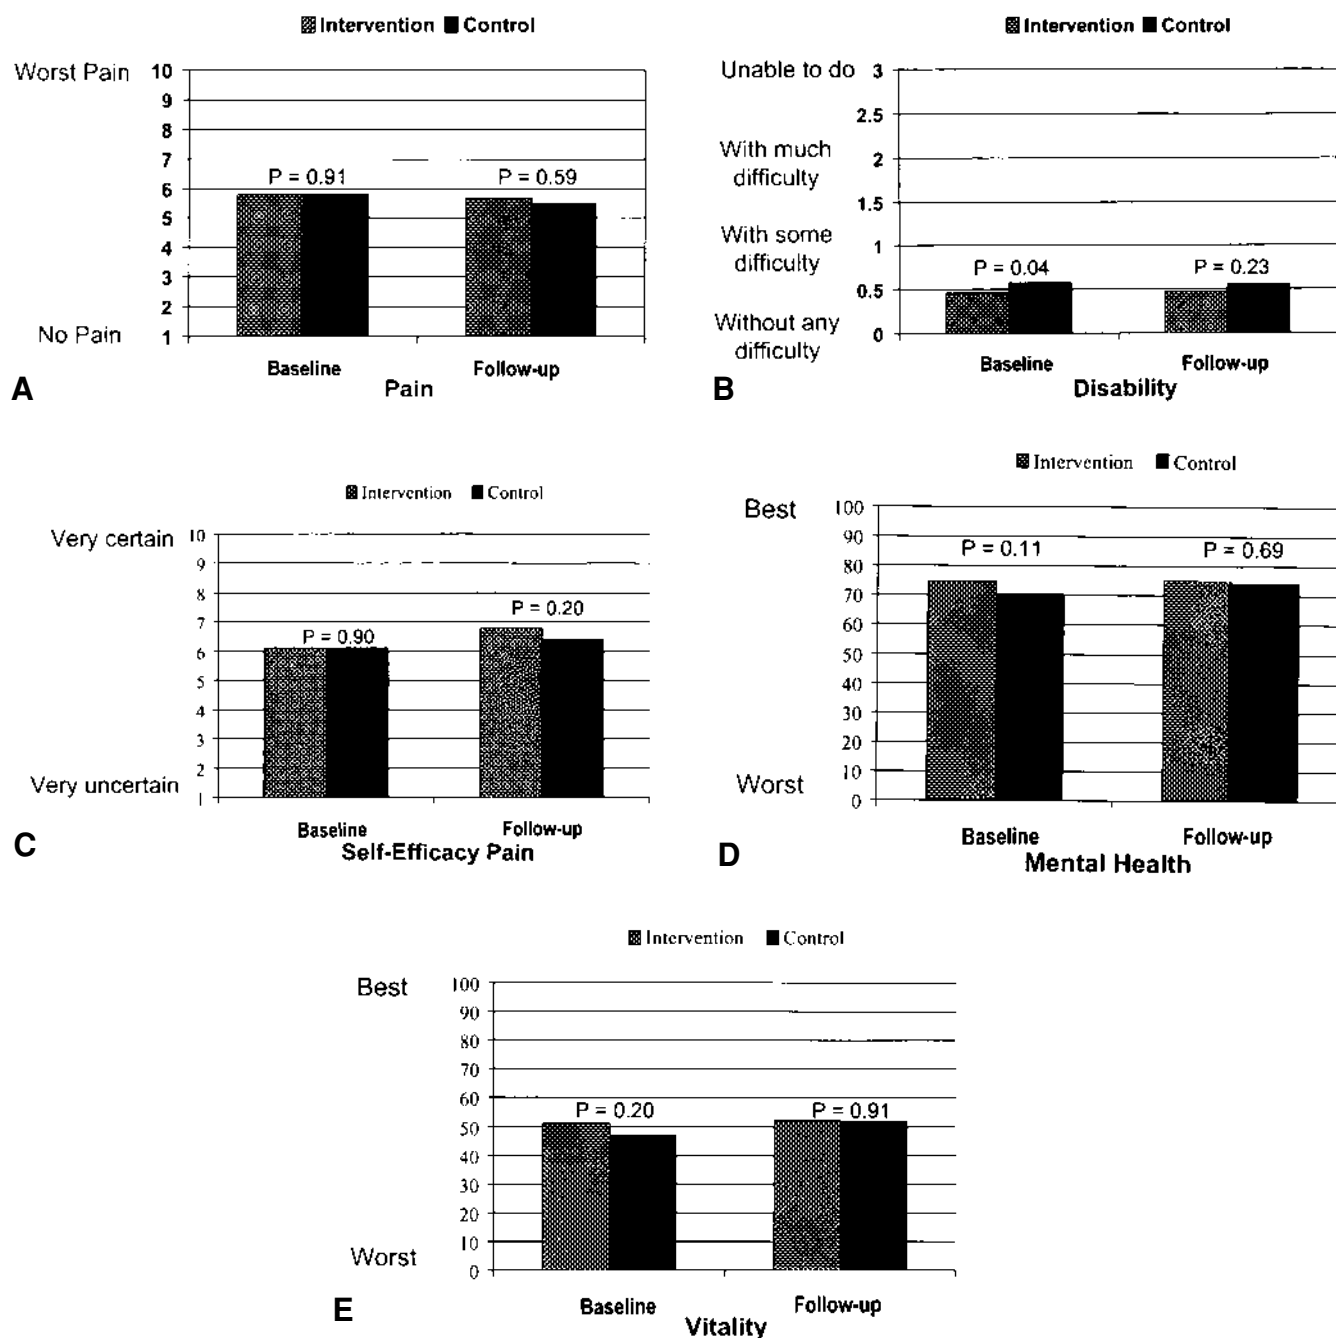 Intervention Control
Worst Pain
10
9
8
7
6
5
4
3
2
1
P = 0.91
P = 0.59
No Pain
Baseline
Follow-up
Pain
A
Intervention Control
Unable to do
With much
difficulty
With some
difficulty
Without any
difficulty
3
2.5
2
1.5
1
0.5
0
P = 0.04
P = 0.23
Baseline
Follow-up
Disability
B
Intervention Control
Very certain
10
9
8
7
6
5
4
3
2
1
P = 0.90
P = 0.20
Very uncertain
Baseline
Follow-up
Self-Efficacy Pain
C
Intervention Control
Best
100
90
80
70
60
50
40
30
20
10
0
P = 0.11
P = 0.69
Worst
Baseline
Follow-up
Mental Health
D
Intervention Control
Best
100
90
80
70
60
50
40
30
20
10
0
P = 0.20
P = 0.91
Worst
Baseline
Follow-up
Vitality
E